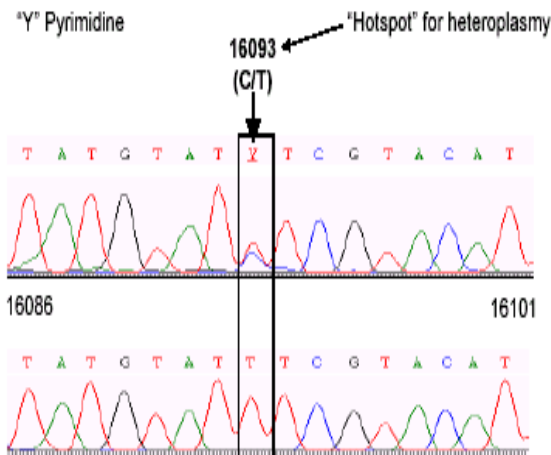 “Y” Pyrimidine
“Hotspot” for heteroplasmy
16093
(C/T)
T A T G T A T Y T C G T A C A T
16086
16101
T A T G T A T T T C G T A C A T